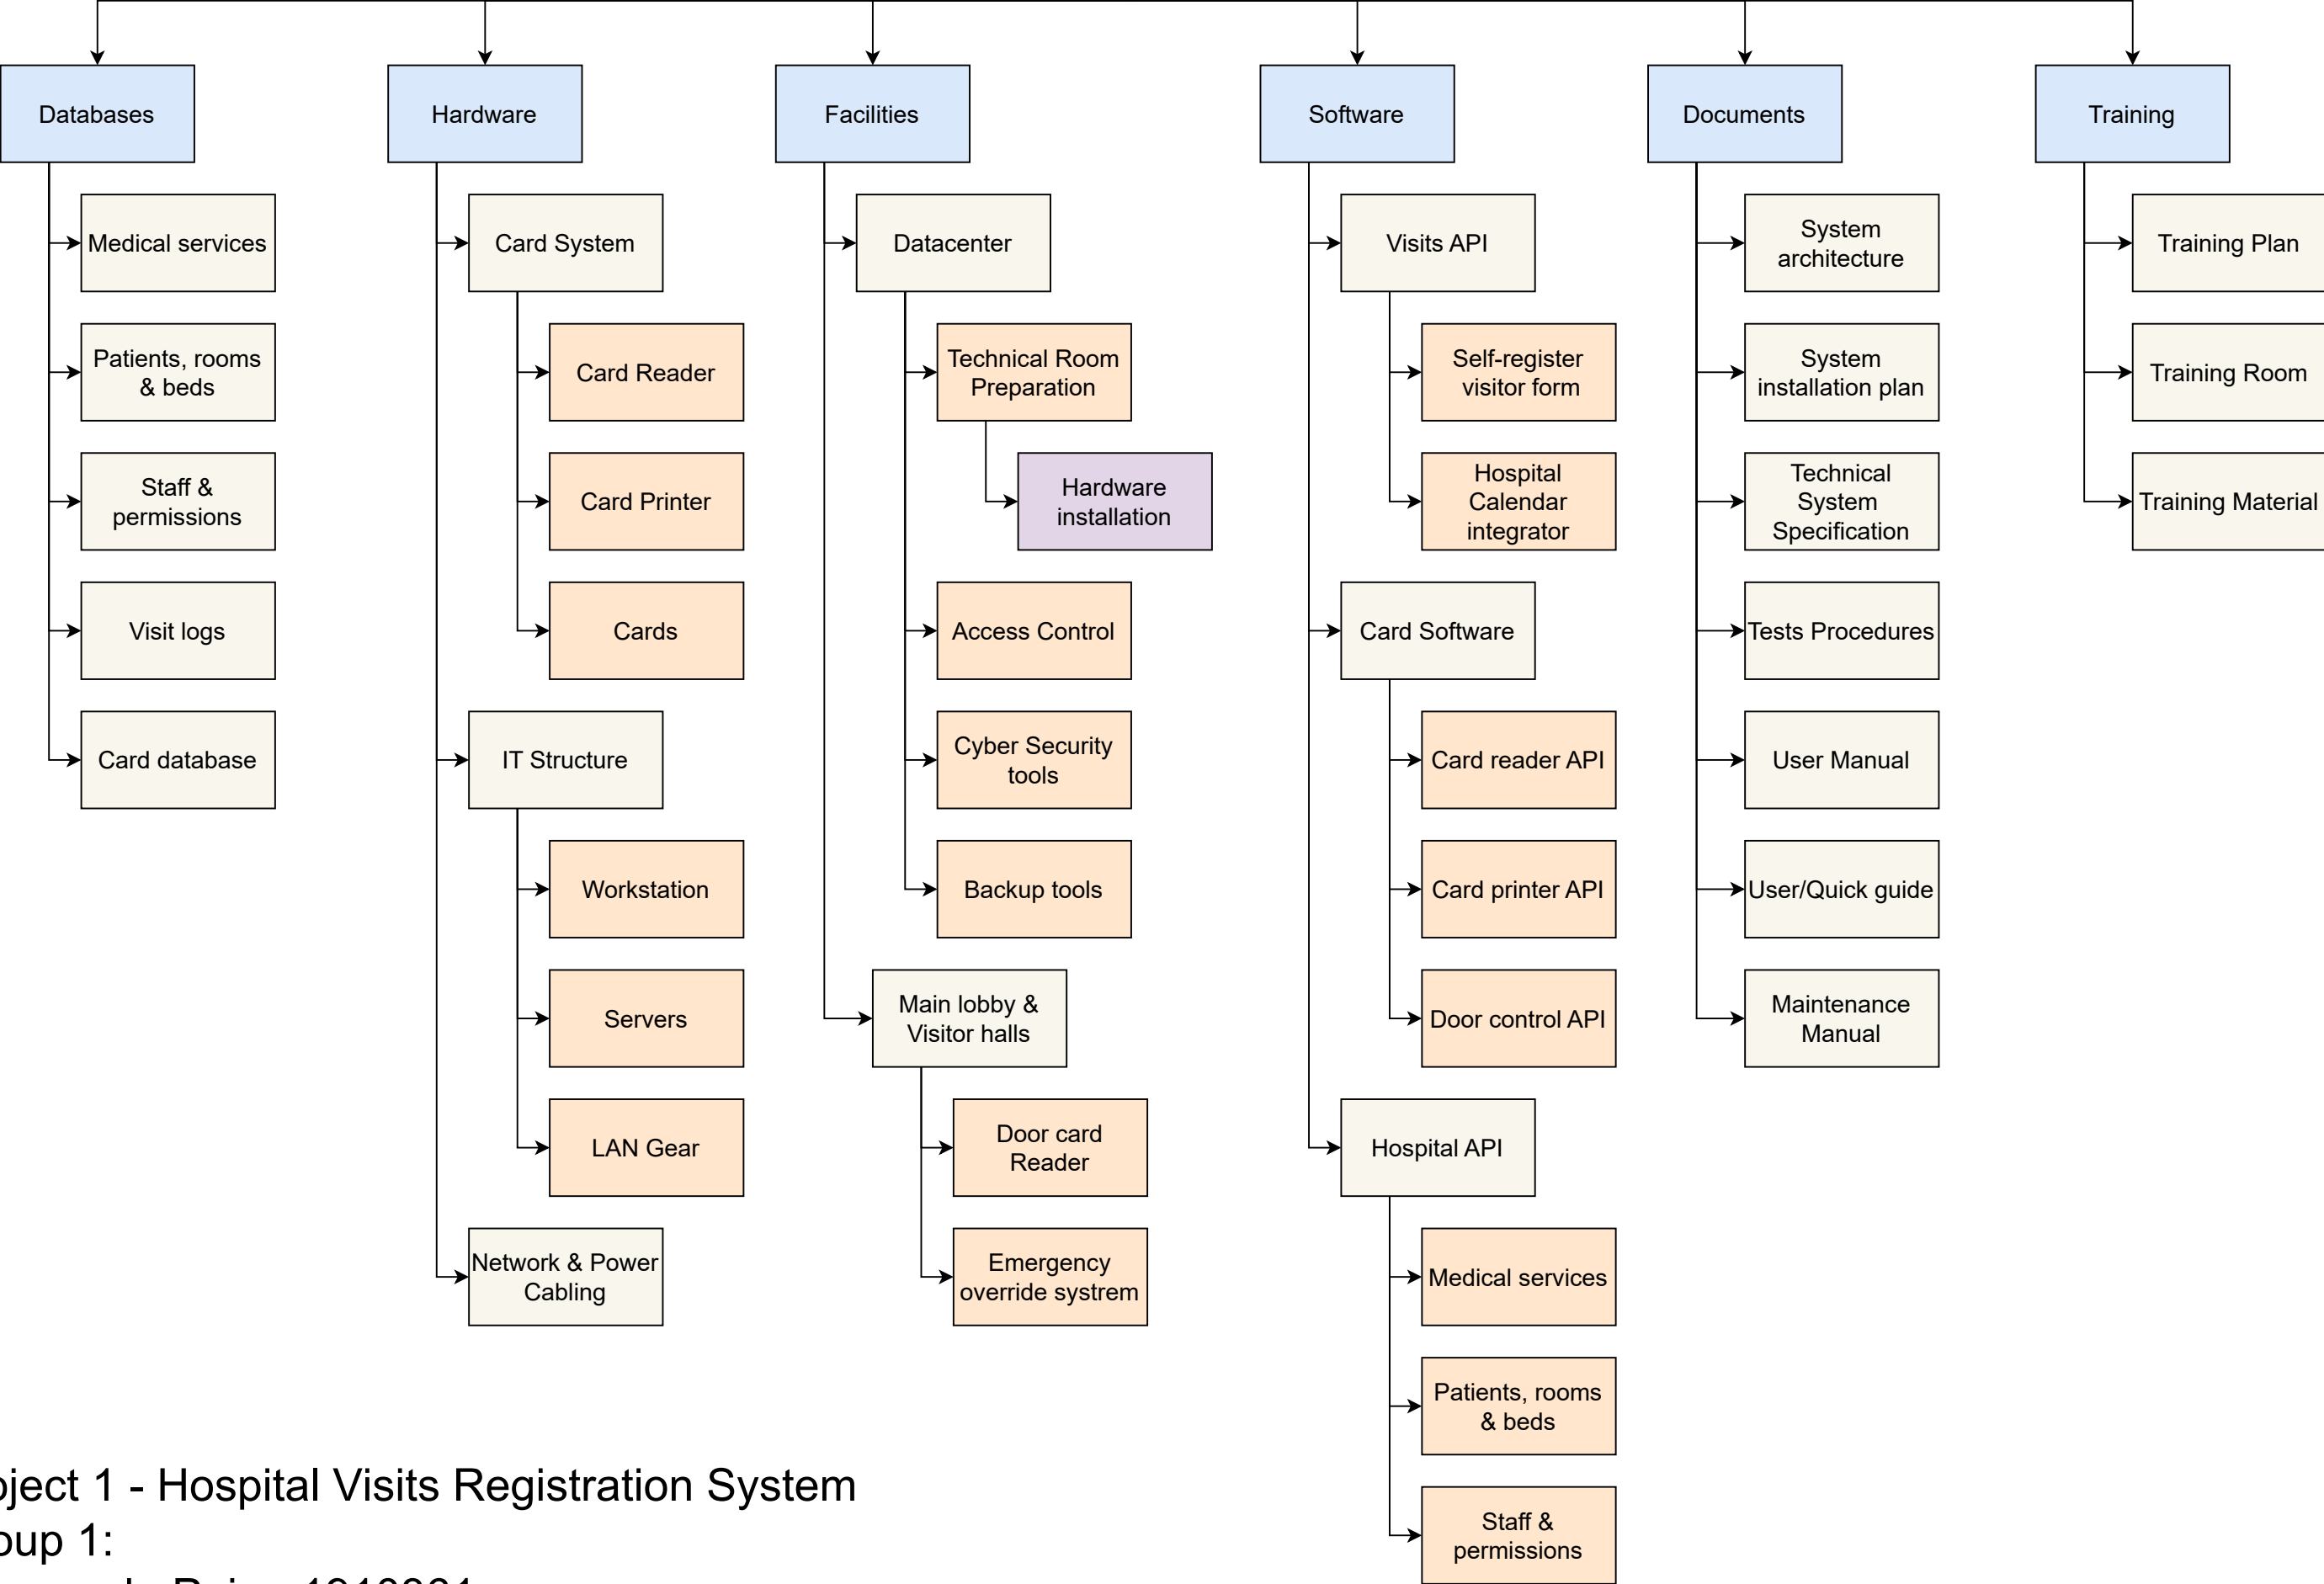 Databases
Hardware
Facilities
Software
Documents
Training
Medical services
Patients, rooms
& beds
Staff &
permissions
Visit logs
Card database
Card System
Card Reader
Card Printer
Cards
IT Structure
Workstation
Servers
LAN Gear
Network & Power
Cabling
Datacenter
Technical Room
Preparation
Hardware
installation
Access Control
Cyber Security
tools
Backup tools
Main lobby &
Visitor halls
Door card
Reader
Emergency
override systrem
Visits API
Self-register
visitor form
Hospital
Calendar
integrator
Card Software
Card reader API
Card printer API
Door control API
Hospital API
Medical services
Patients, rooms
& beds
Staff &
permissions
System
architecture
System
installation plan
Technical
System
Specification
Tests Procedures
User Manual
User/Quick guide
Maintenance
Manual
Training Plan
Training Room
Training Material
ject 1 - Hospital Visits Registration System
oup 1: